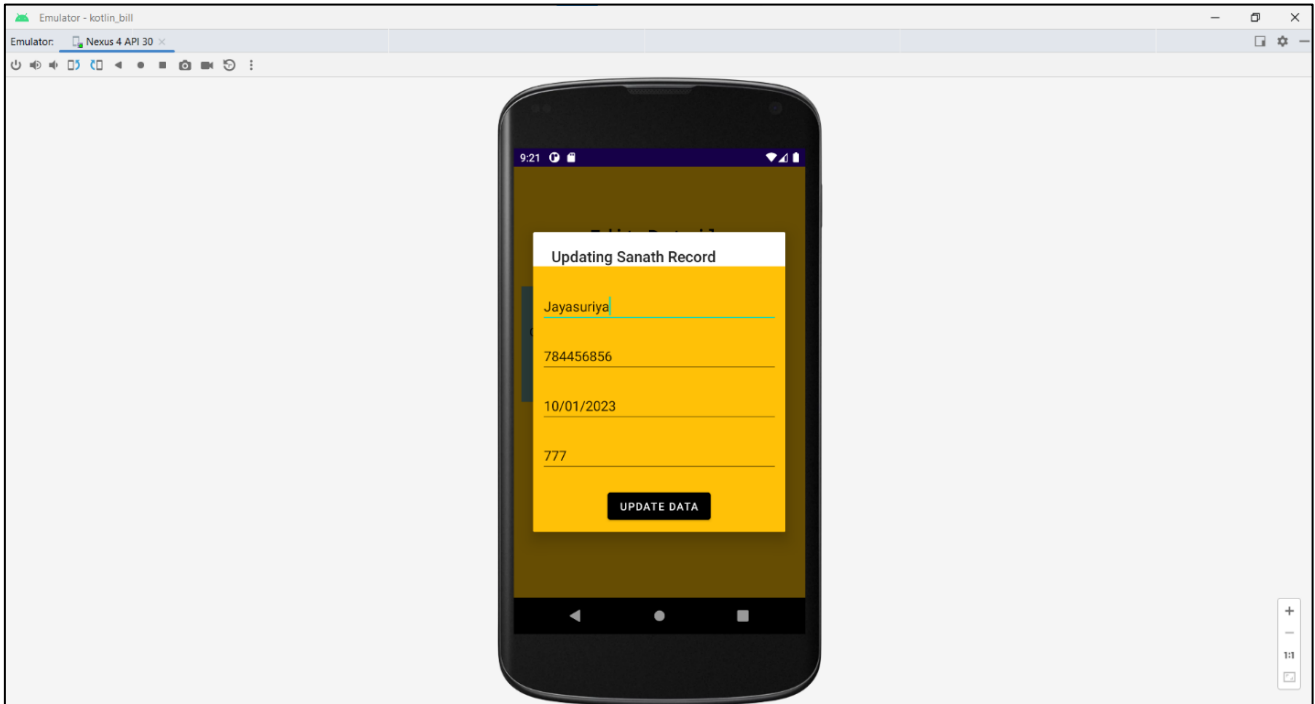 Emulator - kotlin_bill
Emulator: Nexus 4 API 30
9:21
Updating Sanath Record
Jayasuriya
784456856
10/01/2023
777
UPDATE DATA
1:1